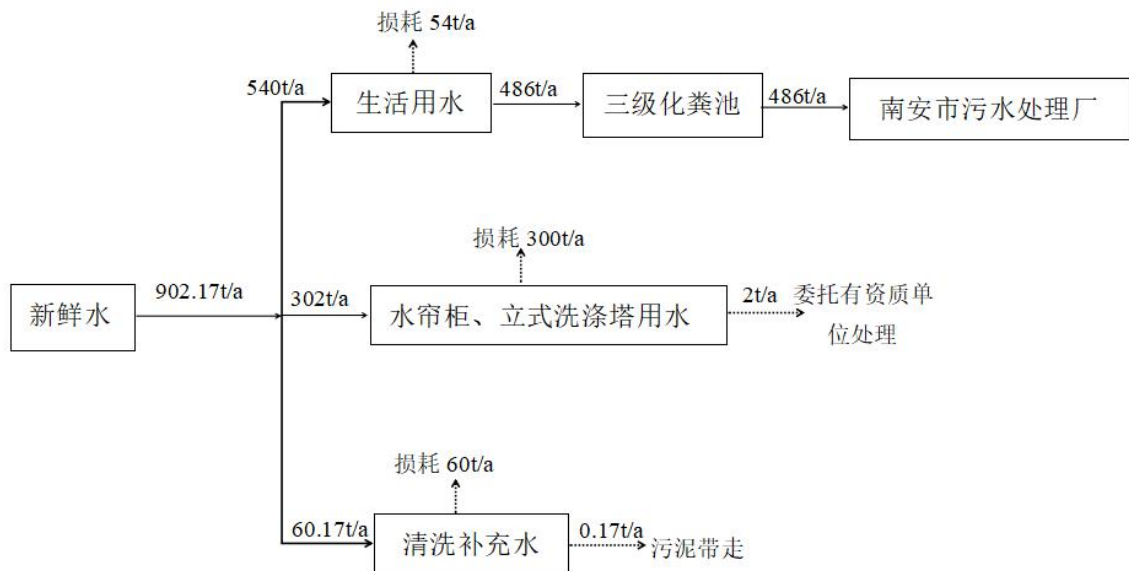 损耗 54t/a
540t/a
生活用水
486t/a
三级化粪池
486t/a
南安市污水处理厂
损耗 300t/a
新鲜水
902.17t/a
302t/a
水帘柜、立式洗涤塔用水
2t/a
委托有资质单
位处理
损耗 60t/a
60.17t/a
清洗补充水
0.17t/a
污泥带走